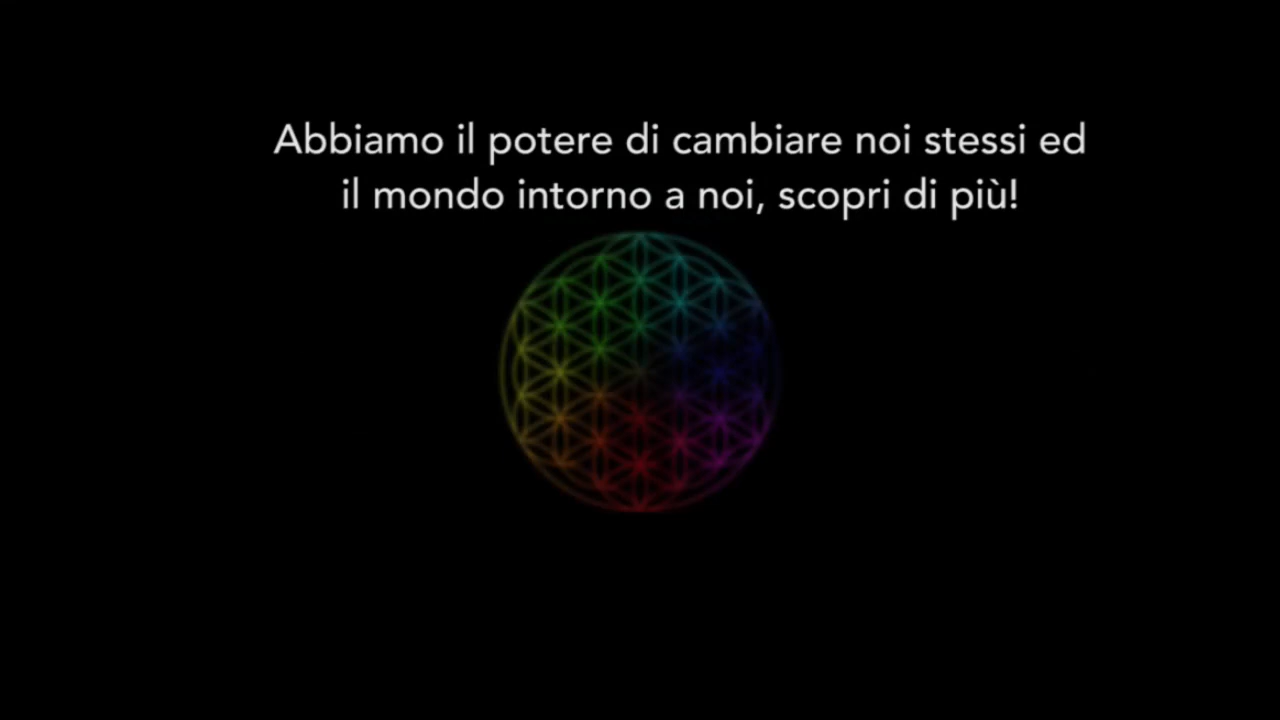 Abbiamo il potere di cambiare noi stessi ed
il mondo intorno a noi, scopri di più!